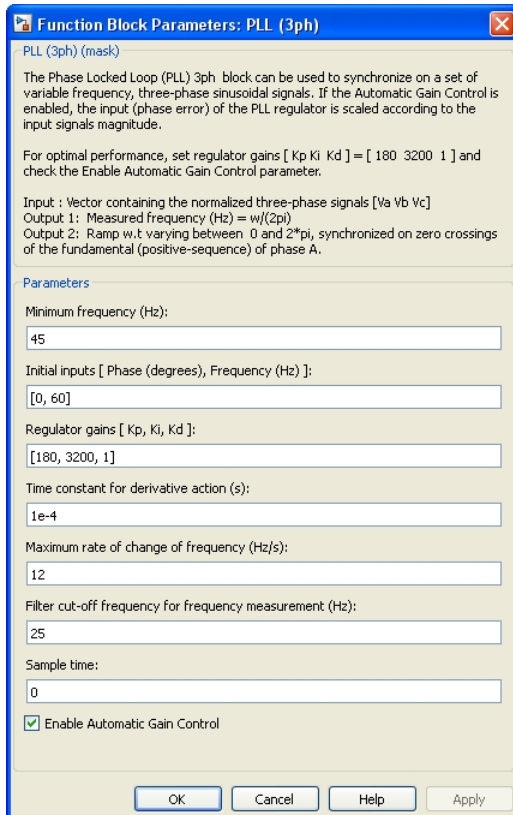 Function Block Parameters: PLL (3ph)
PLL (3ph) (mask)
The Phase Locked Loop (PLL) 3ph block can be used to synchronize on a set of
variable frequency, three-phase sinusoidal signals. If the Automatic Gain Control is
enabled, the input (phase error) of the PLL regulator is scaled according to the
input signals magnitude.
For optimal performance, set regulator gains [ Kp Ki Kd ] = [ 180 3200 1 ] and
check the Enable Automatic Gain Control parameter.
Input : Vector containing the normalized three-phase signals [Va Vb Vc]
Output 1: Measured frequency (Hz) = w/(2pi)
Output 2: Ramp w.t varying between 0 and 2*pi, synchronized on zero crossings
of the fundamental (positive-sequence) of phase A.
Parameters
Minimum frequency (Hz):
45
Initial inputs [ Phase (degrees), Frequency (Hz) ]:
[0, 60]
Regulator gains [ Kp, Ki, Kd ]:
[180, 3200, 1]
Time constant for derivative action (s):
1e-4
Maximum rate of change of frequency (Hz/s):
12
Filter cut-off frequency for frequency measurement (Hz):
25
Sample time:
0
Enable Automatic Gain Control
OK Cancel Help Apply